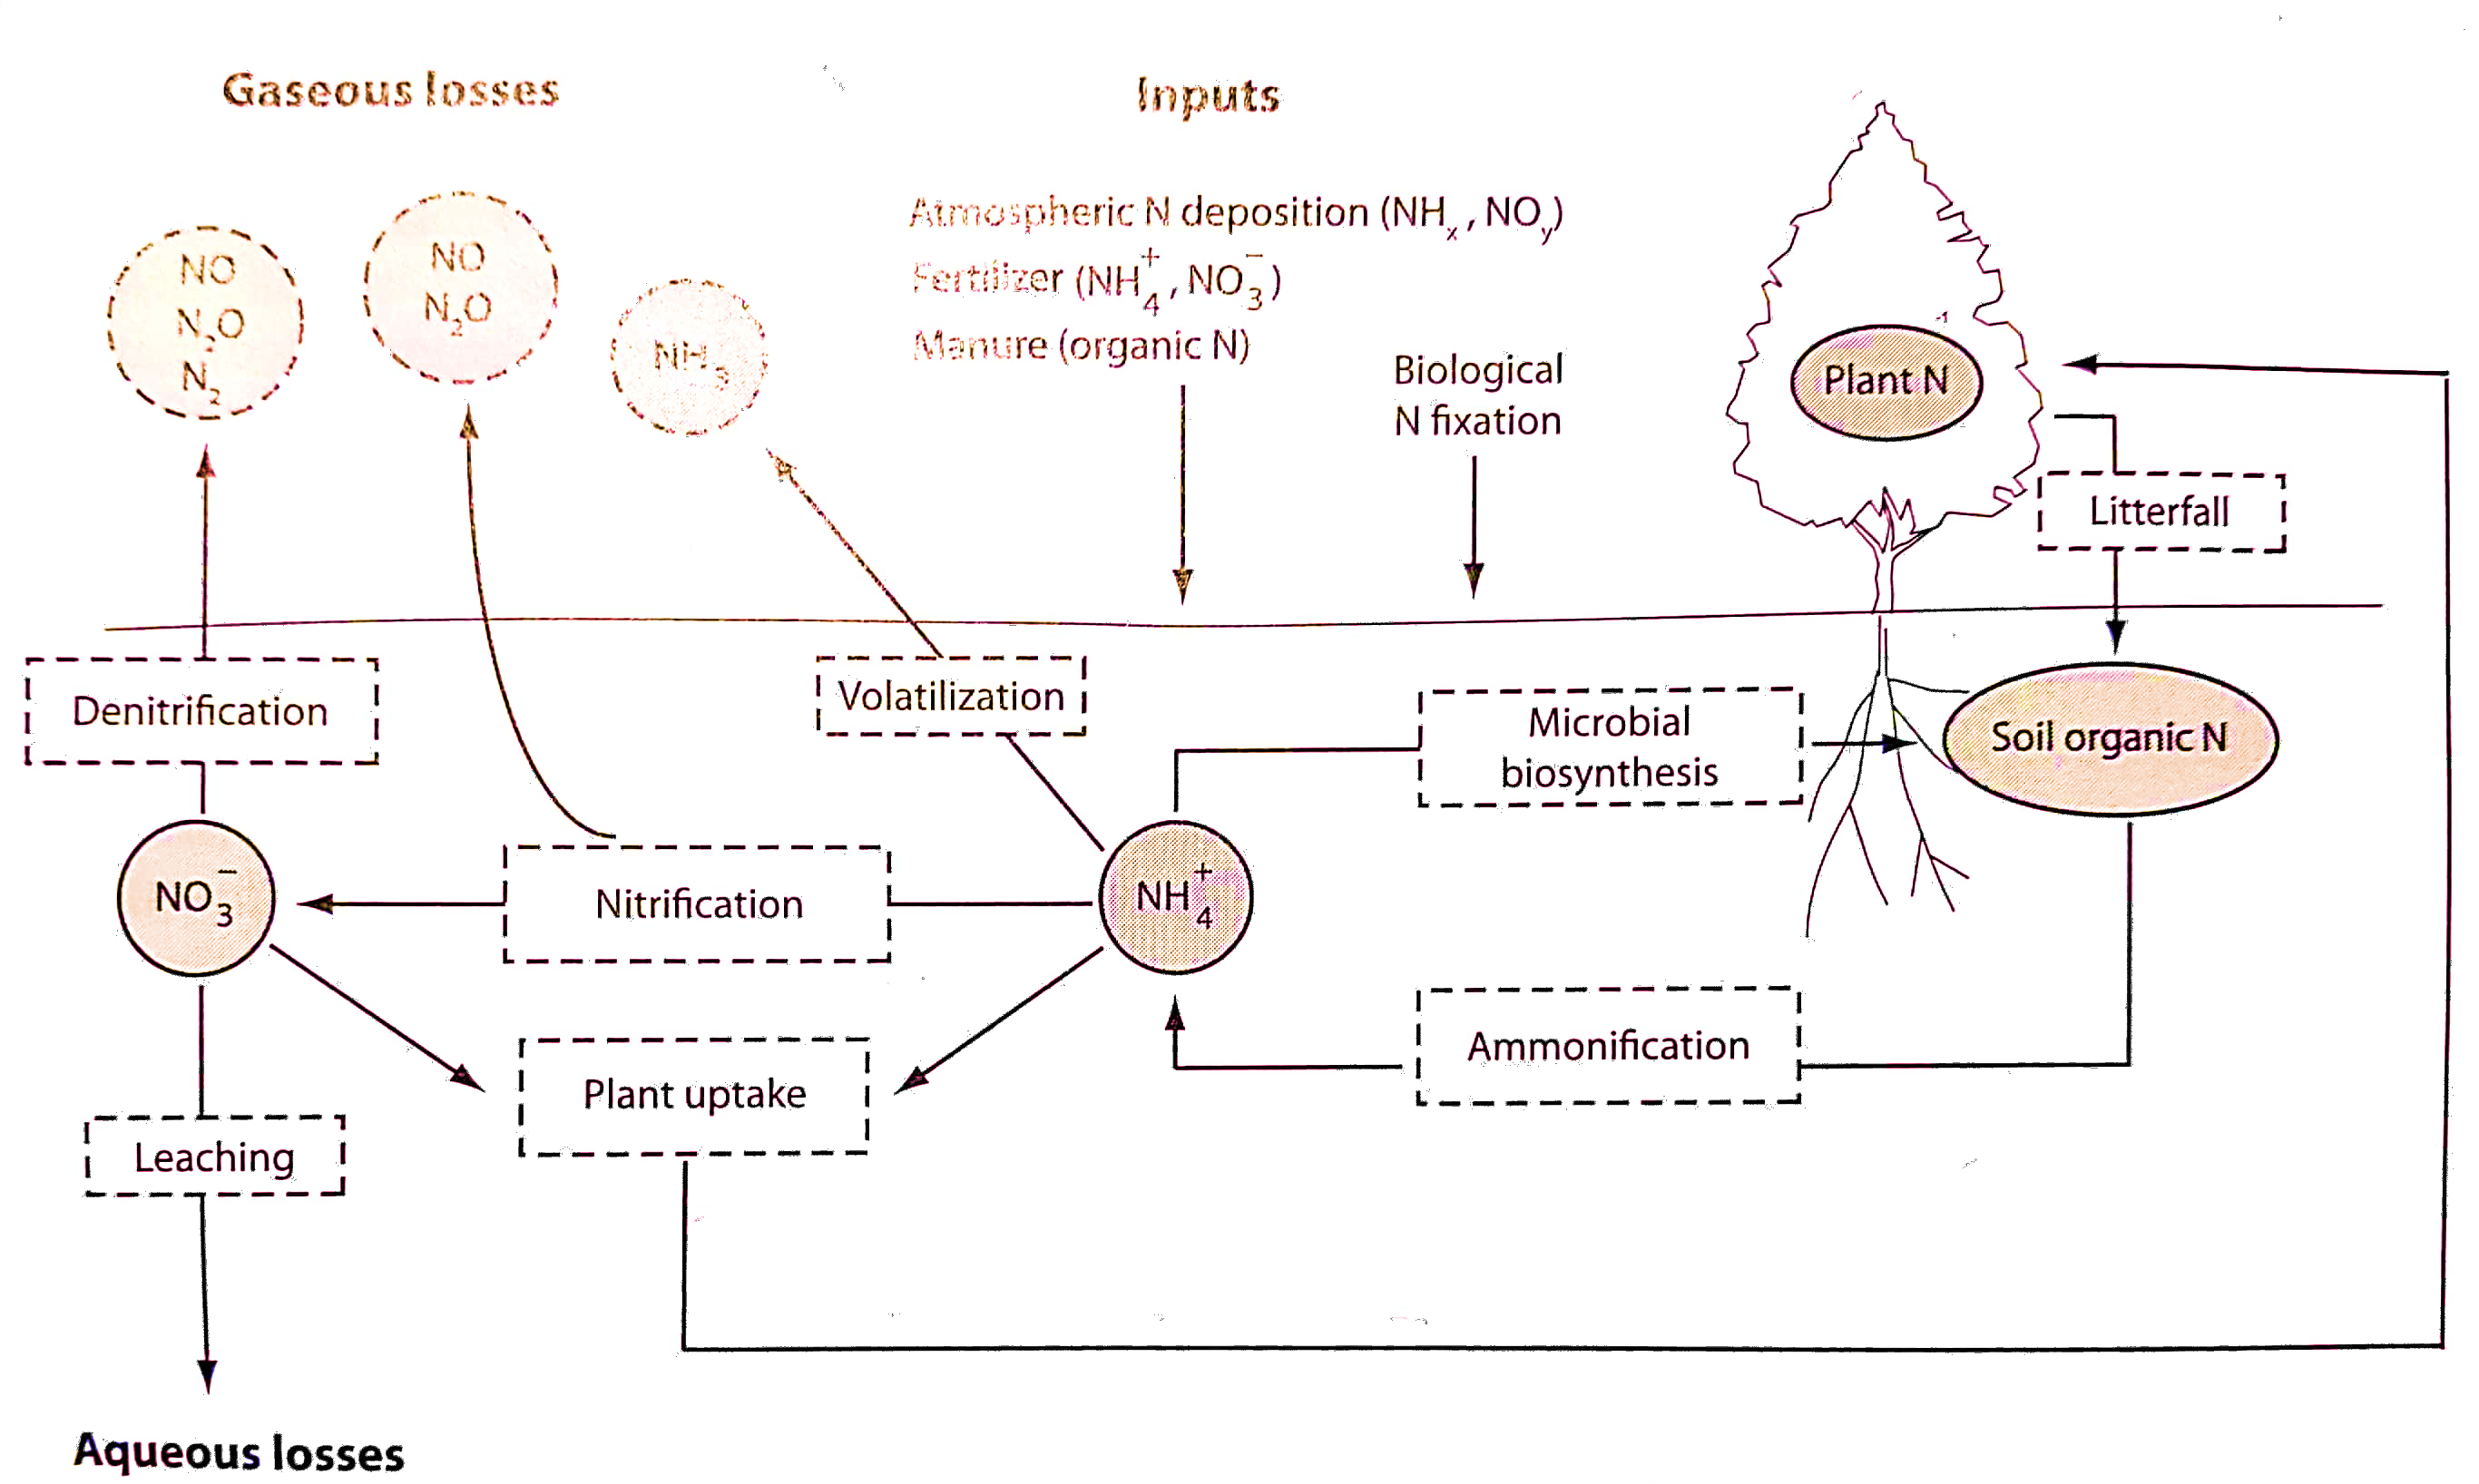 Gaseous losses
Inputs
NO
N₂O
N₂
NO
N₂O
NH₃
Atmospheric N deposition (NHₓ, NOᵧ)
Fertilizer (NH₄⁺, NO₃⁻)
Manure (organic N)
Biological
N fixation
Plant N
Litterfall
Denitrification
Volatilization
Microbial
biosynthesis
Soil organic N
NO₃⁻
Nitrification
NH₄⁺
Ammonification
Plant uptake
Leaching
Aqueous losses